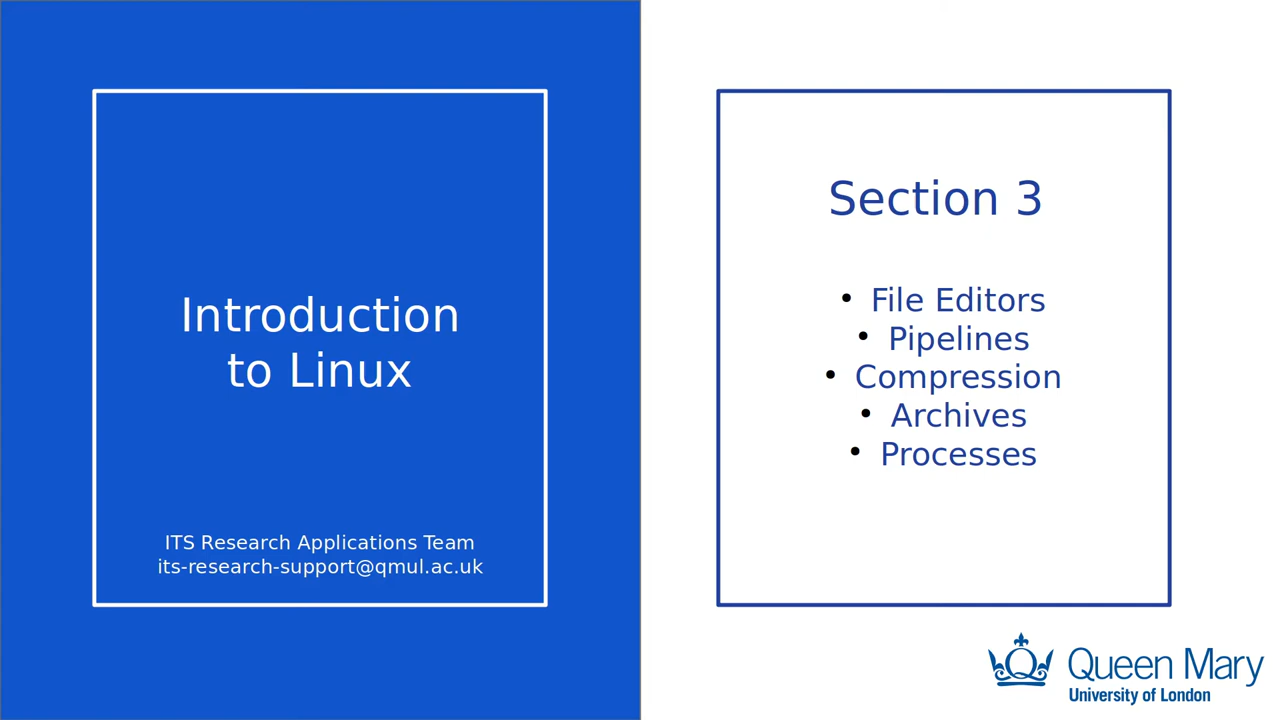 Introduction
to Linux
ITS Research Applications Team
its-research-support@qmul.ac.uk
Section 3
• File Editors
• Pipelines
• Compression
• Archives
• Processes
Queen Mary
University of London